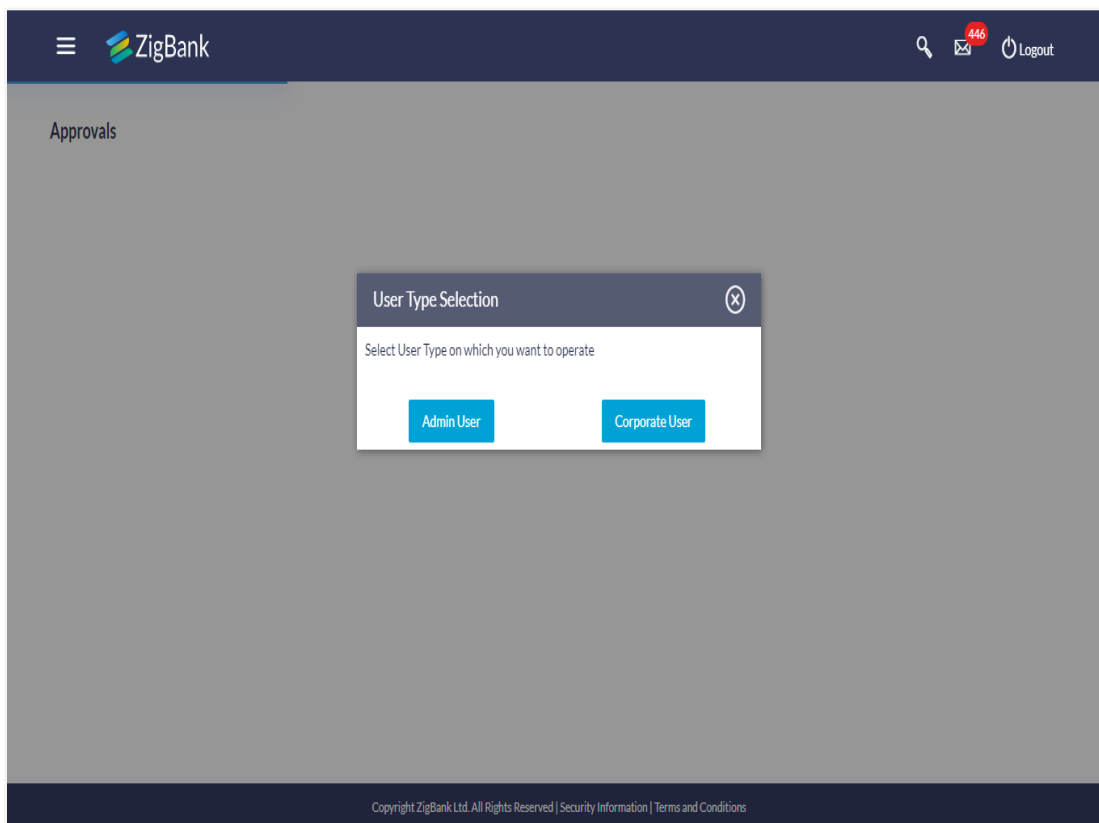 ZigBank
446
Logout
Approvals
User Type Selection
Select User Type on which you want to operate
Admin User
Corporate User
Copyright ZigBank Ltd. All Rights Reserved | Security Information | Terms and Conditions